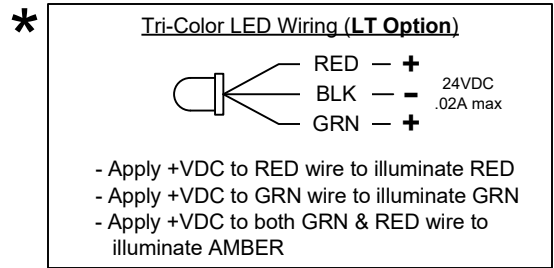 *
Tri-Color LED Wiring (LT Option)
RED – +
BLK – -
GRN – +
24VDC
.02A max
- Apply +VDC to RED wire to illuminate RED
- Apply +VDC to GRN wire to illuminate GRN
- Apply +VDC to both GRN & RED wire to
illuminate AMBER